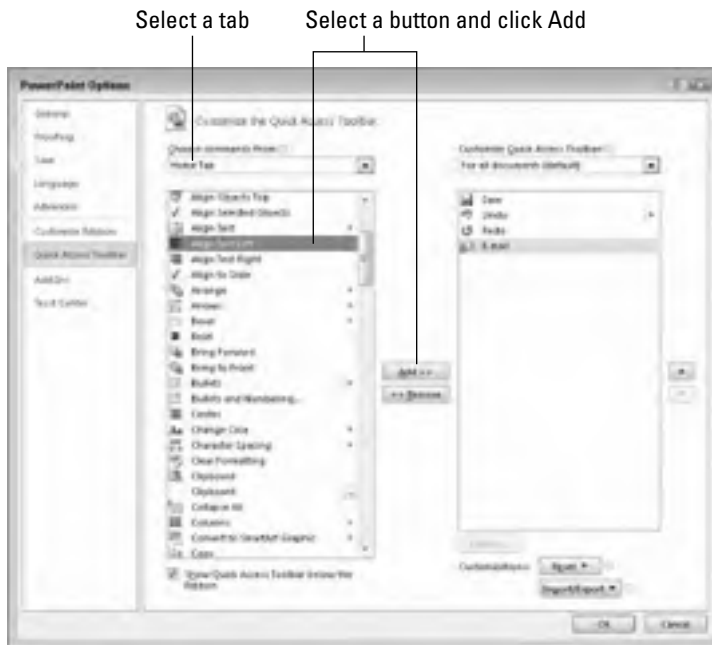 Select a tab
Select a button and click Add
PowerPoint Options
General
Proofing
Save
Language
Advanced
Customize Ribbon
Quick Access Toolbar
Add-Ins
Trust Center
Customize the Quick Access Toolbar
Choose commands from:
Home Tab
Align Objects Top
Align Selected Objects
Align Text
Align Text Left
Align Text Right
Align to Slide
Arrange
Arrows
Bold
Bring Forward
Bring to Front
Bullets
Bullets and Numbering...
Center
Change Case
Character Spacing
Clear Formatting
Clipboard
Clipboard
Collapse All
Columns
Convert to SmartArt Graphic
Copy
Show Quick Access Toolbar below the
Ribbon
Add >>
<< Remove
Customize Quick Access Toolbar:
For all documents (default)
Save
Undo
Redo
E-mail
Customizations:
Reset
Import/Export
OK
Cancel